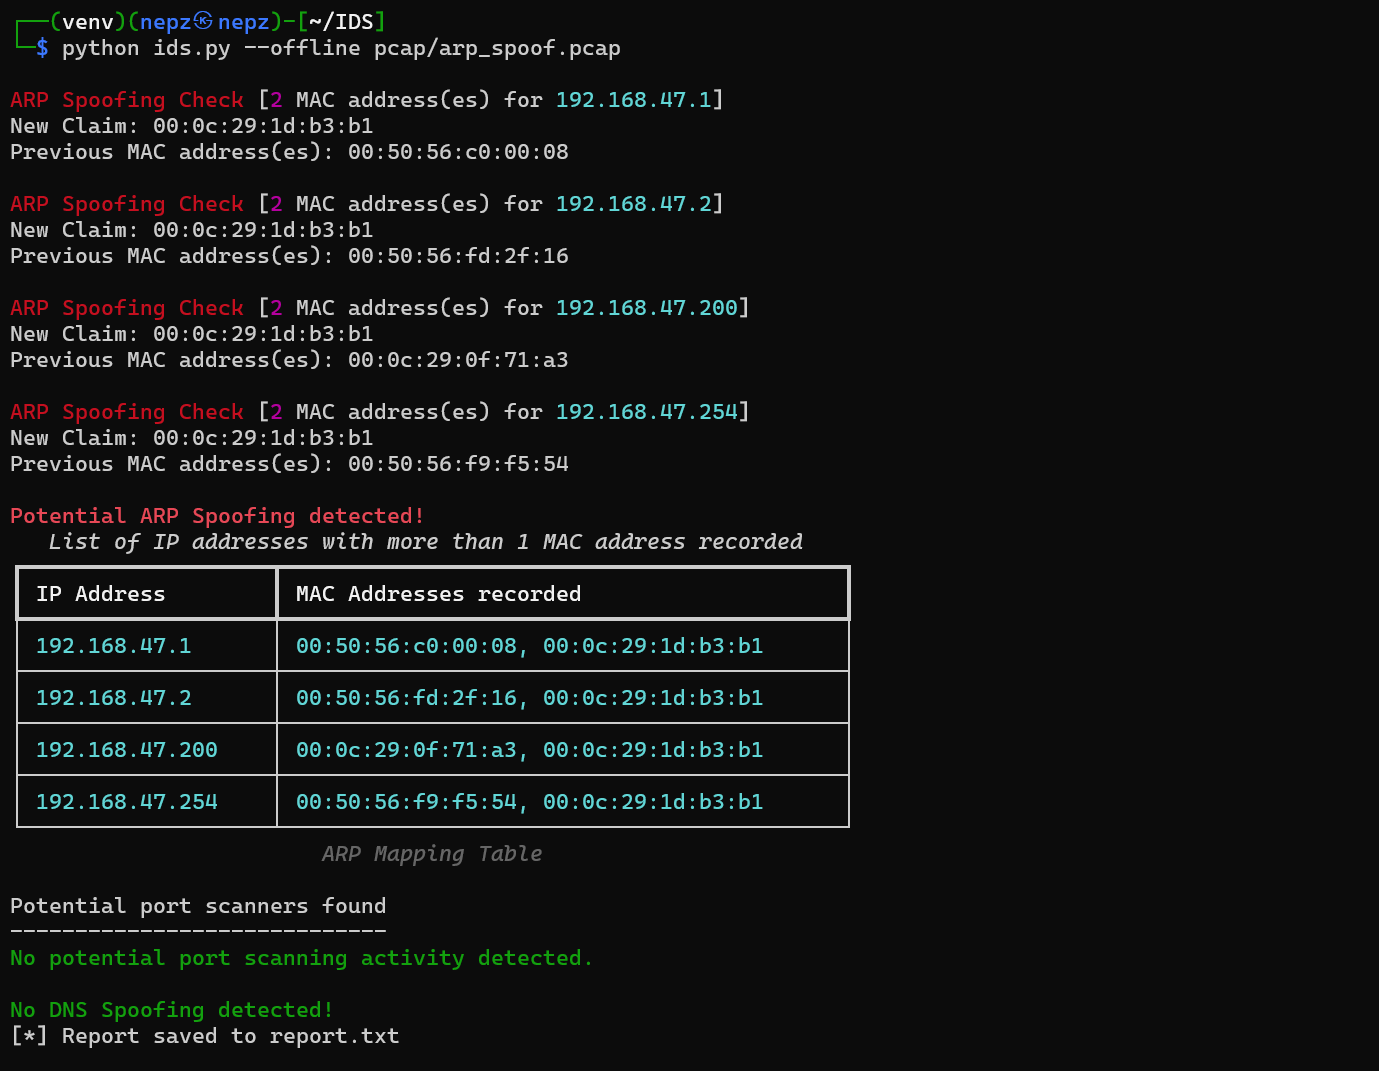 ┌──(venv)(nepz㉿nepz)-[~/IDS]
└─$ python ids.py --offline pcap/arp_spoof.pcap
ARP Spoofing Check [2 MAC address(es) for 192.168.47.1]
New Claim: 00:0c:29:1d:b3:b1
Previous MAC address(es): 00:50:56:c0:00:08
ARP Spoofing Check [2 MAC address(es) for 192.168.47.2]
New Claim: 00:0c:29:1d:b3:b1
Previous MAC address(es): 00:50:56:fd:2f:16
ARP Spoofing Check [2 MAC address(es) for 192.168.47.200]
New Claim: 00:0c:29:1d:b3:b1
Previous MAC address(es): 00:0c:29:0f:71:a3
ARP Spoofing Check [2 MAC address(es) for 192.168.47.254]
New Claim: 00:0c:29:1d:b3:b1
Previous MAC address(es): 00:50:56:f9:f5:54
Potential ARP Spoofing detected!
List of IP addresses with more than 1 MAC address recorded
IP Address MAC Addresses recorded
192.168.47.1 00:50:56:c0:00:08, 00:0c:29:1d:b3:b1
192.168.47.2 00:50:56:fd:2f:16, 00:0c:29:1d:b3:b1
192.168.47.200 00:0c:29:0f:71:a3, 00:0c:29:1d:b3:b1
192.168.47.254 00:50:56:f9:f5:54, 00:0c:29:1d:b3:b1
ARP Mapping Table
Potential port scanners found
-----------------------------
No potential port scanning activity detected.
No DNS Spoofing detected!
[*] Report saved to report.txt